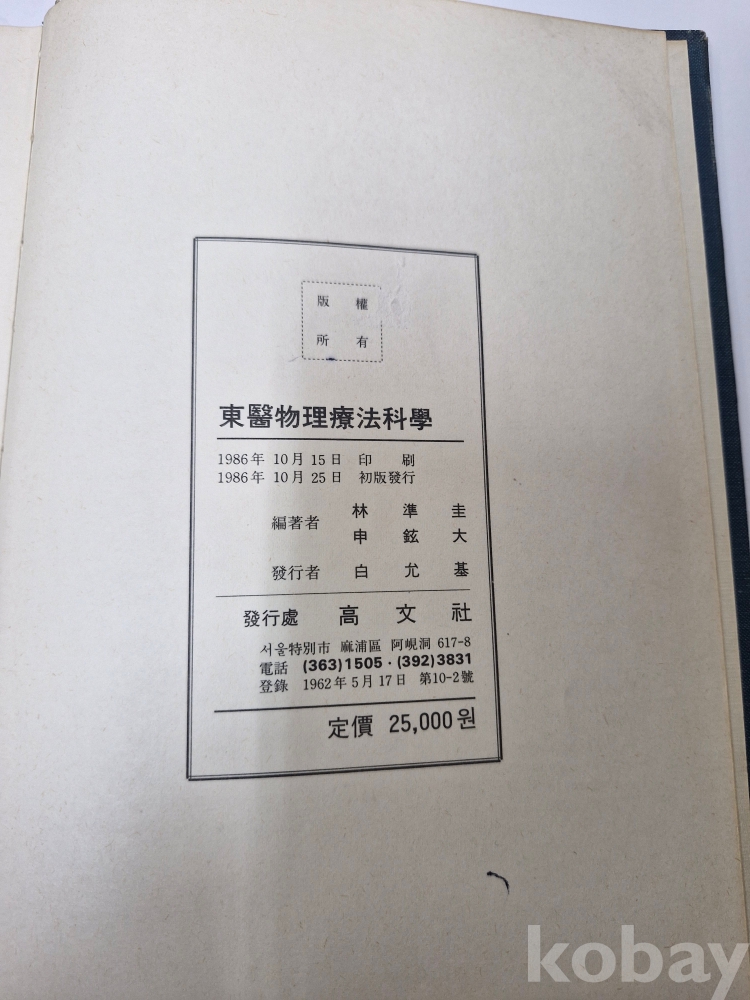 版 權
所 有
東醫物理療法科學
1986年 10月 15日 印 刷
1986年 10月 25日 初版發行
編著者 林 準 圭
申 鉉 大
發行者 白 允 基
發行處 高 文 社
서울特別市 麻浦區 阿峴洞 617-8
電話 (363)1505·(392)3831
登錄 1962年 5月 17日 第10-2號
定價 25,000원
kobay